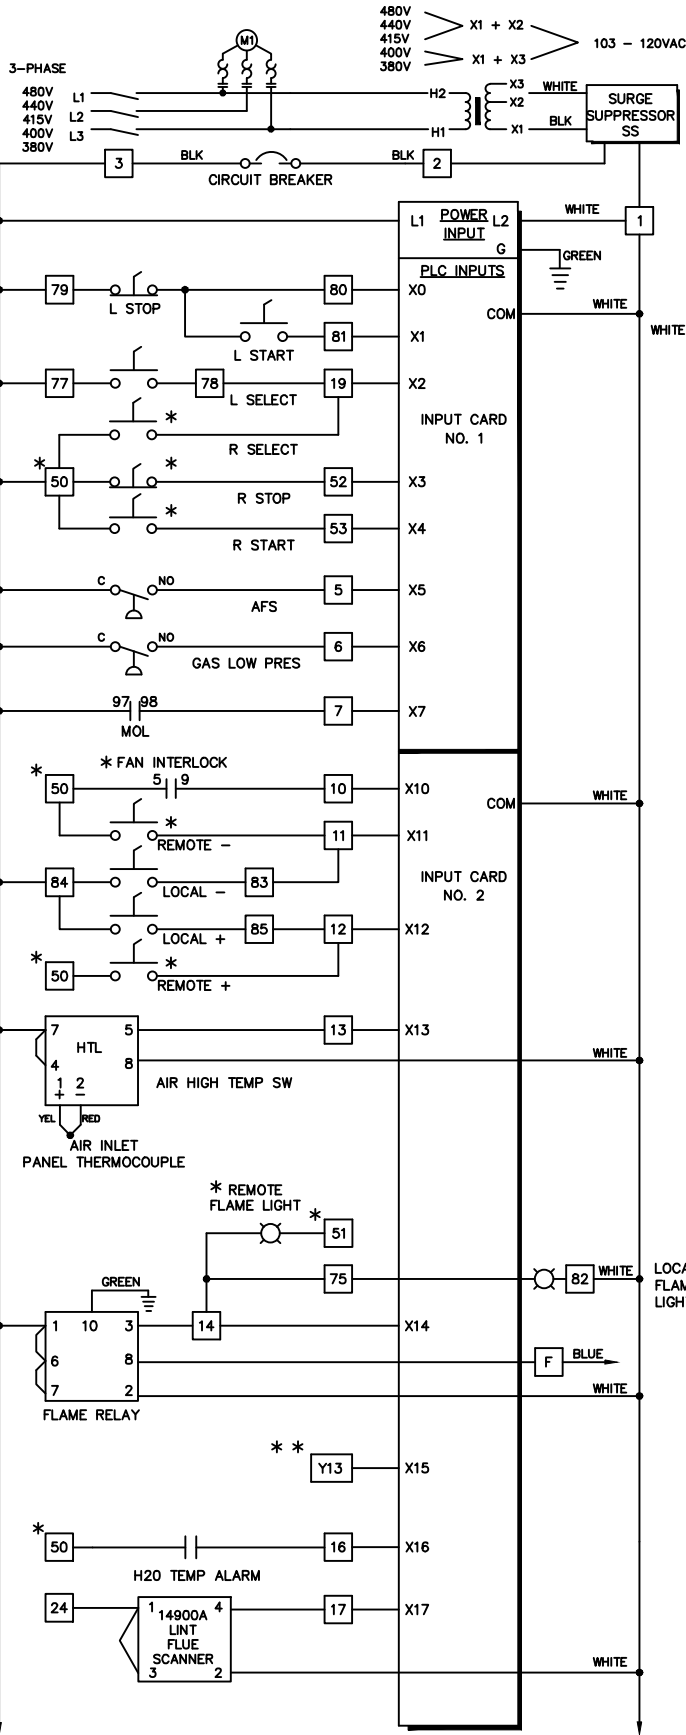 480V
440V
415V
400V
380V
X1 + X2
X1 + X3
103 - 120VAC
M1
3-PHASE
480V
440V
415V
400V
380V
L1
L2
L3
H2
H1
X3
X2
X1
WHITE
BLK
SURGE
SUPPRESSOR
SS
3
BLK
CIRCUIT BREAKER
BLK
2
L1
POWER
INPUT
L2
WHITE
1
G
GREEN
PLC INPUTS
79
L STOP
80
X0
COM
WHITE
WHITE
L START
81
X1
77
78
L SELECT
19
X2
INPUT CARD
NO. 1
*
R SELECT
*
50
*
R STOP
52
X3
*
R START
53
X4
C
NO
AFS
5
X5
C
NO
GAS LOW PRES
6
X6
97 98
MOL
7
X7
* FAN INTERLOCK
*
50
5 9
10
X10
COM
WHITE
*
REMOTE -
11
X11
84
LOCAL -
83
INPUT CARD
NO. 2
LOCAL +
85
12
X12
*
50
*
REMOTE +
7
HTL
5
13
X13
4
8
WHITE
1 2
+ -
AIR HIGH TEMP SW
YEL
RED
AIR INLET
PANEL THERMOCOUPLE
* REMOTE
FLAME LIGHT
*
51
GREEN
75
82
WHITE
LOCA
FLAM
LIGH
1
10
3
14
X14
6
8
F
BLUE
7
2
WHITE
FLAME RELAY
* *
Y13
X15
*
50
H20 TEMP ALARM
16
X16
24
1
14900A
LINT
FLUE
SCANNER
4
17
X17
3
2
WHITE